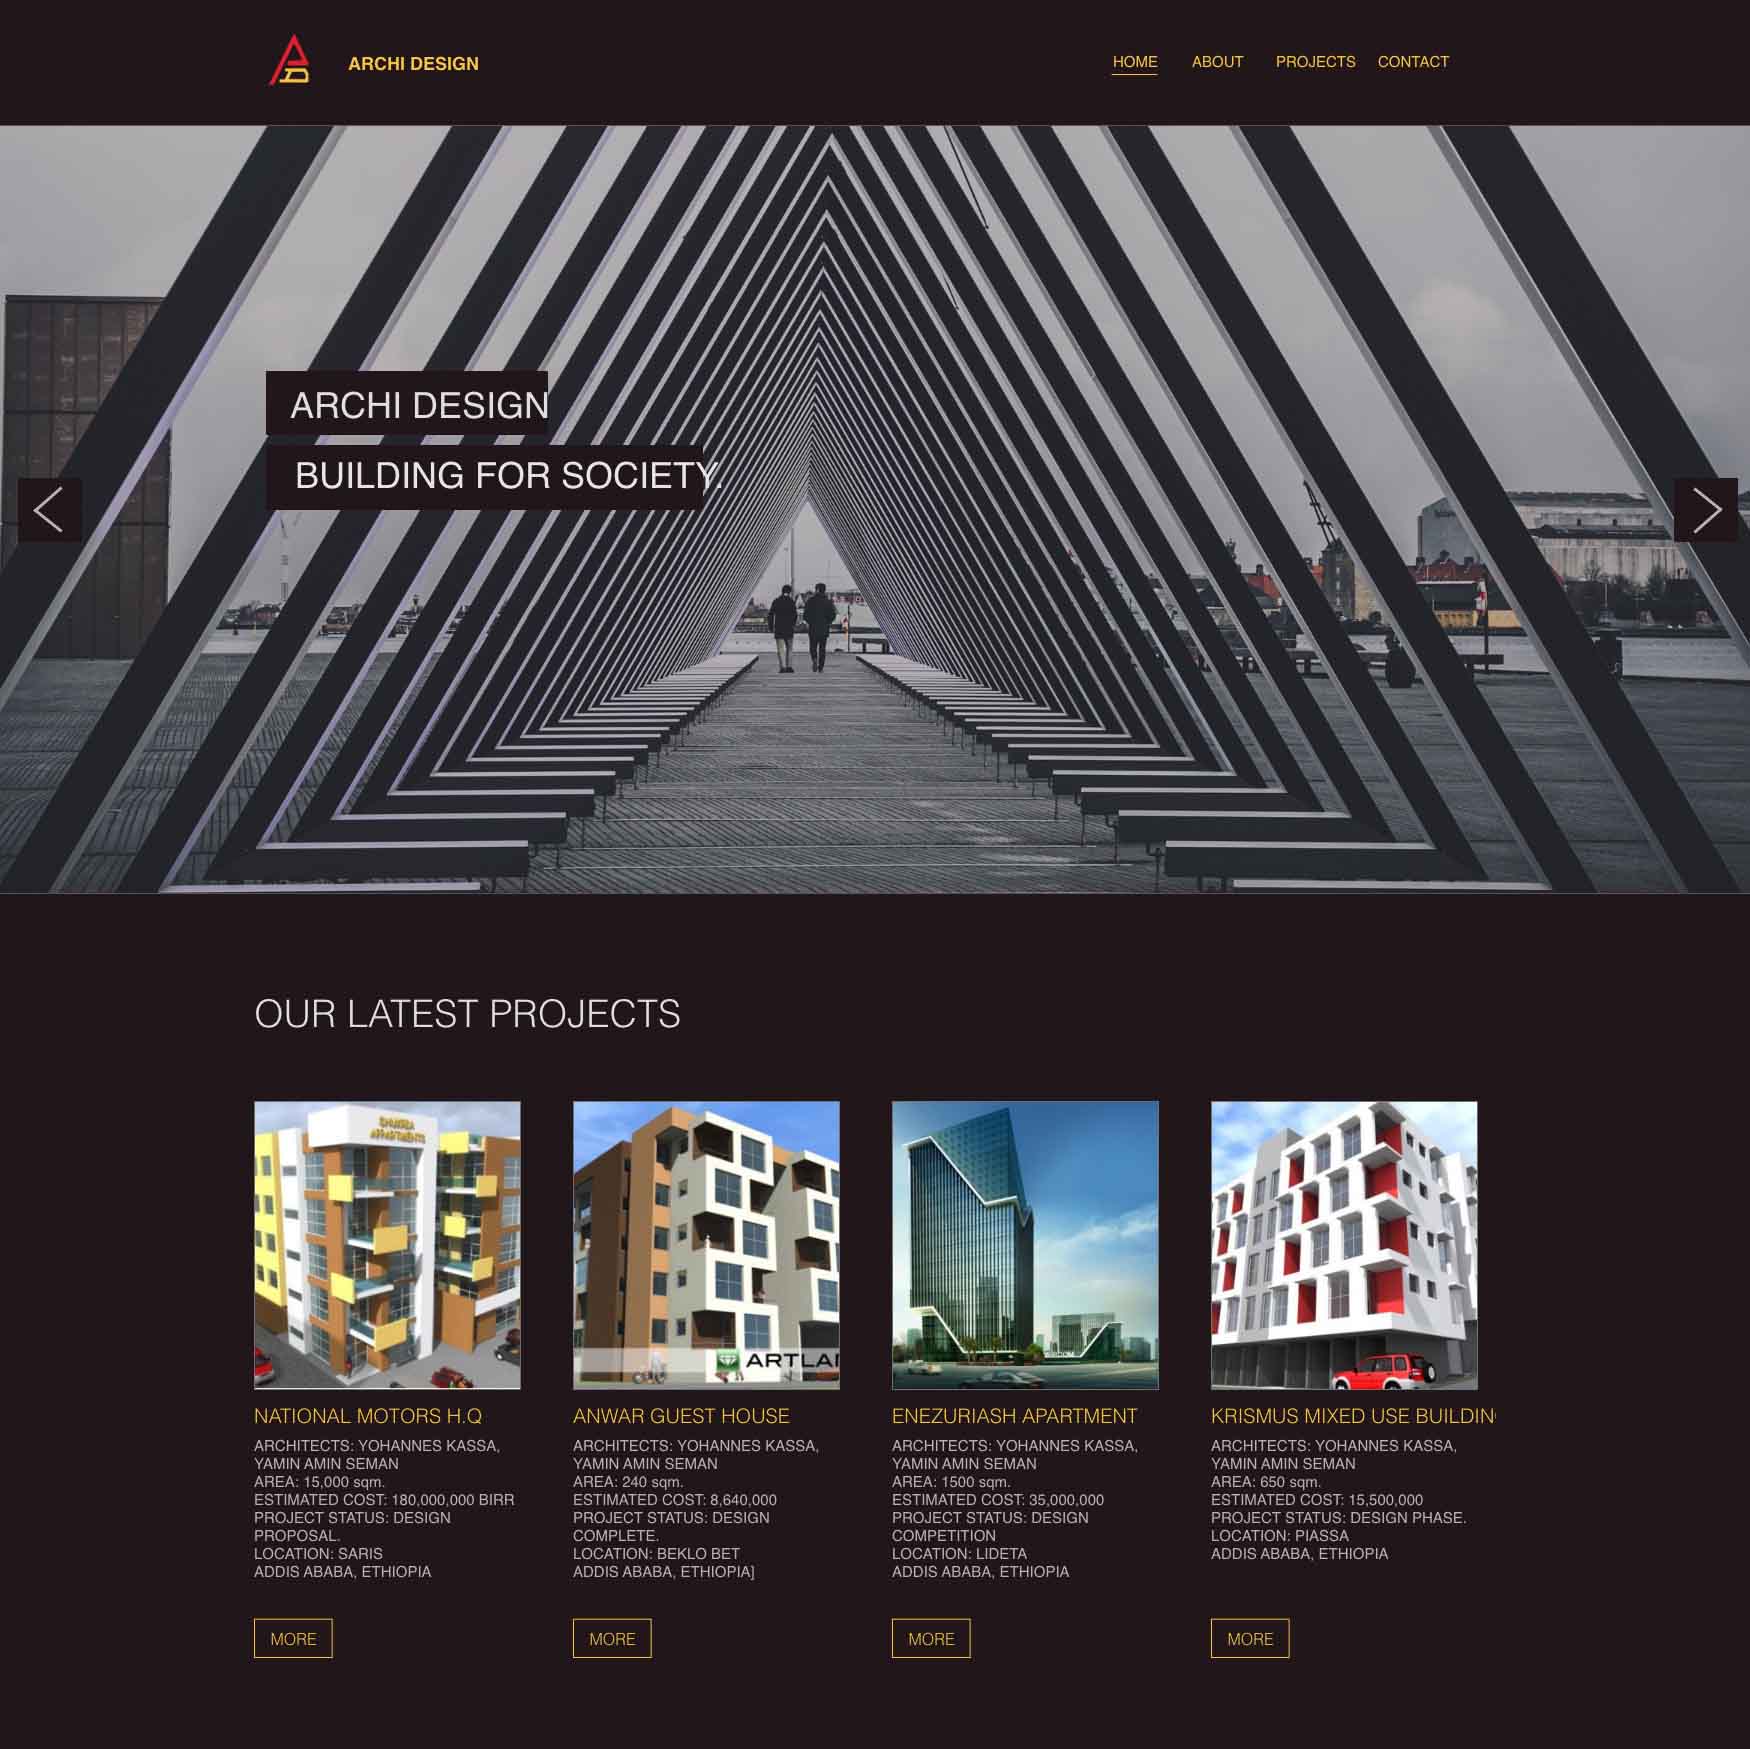 ARCHI DESIGN
HOME
ABOUT
PROJECTS
CONTACT
ARCHI DESIGN
BUILDING FOR SOCIETY.
OUR LATEST PROJECTS
APPARTMENTS
ARTLA
NATIONAL MOTORS H.Q
ARCHITECTS: YOHANNES KASSA,
YAMIN AMIN SEMAN
AREA: 15,000 sqm.
ESTIMATED COST: 180,000,000 BIRR
PROJECT STATUS: DESIGN
PROPOSAL.
LOCATION: SARIS
ADDIS ABABA, ETHIOPIA
MORE
ANWAR GUEST HOUSE
ARCHITECTS: YOHANNES KASSA,
YAMIN AMIN SEMAN
AREA: 240 sqm.
ESTIMATED COST: 8,640,000
PROJECT STATUS: DESIGN
COMPLETE.
LOCATION: BEKLO BET
ADDIS ABABA, ETHIOPIA]
MORE
ENEZURIASH APARTMENT
ARCHITECTS: YOHANNES KASSA,
YAMIN AMIN SEMAN
AREA: 1500 sqm.
ESTIMATED COST: 35,000,000
PROJECT STATUS: DESIGN
COMPETITION
LOCATION: LIDETA
ADDIS ABABA, ETHIOPIA
MORE
KRISMUS MIXED USE BUILDIN
ARCHITECTS: YOHANNES KASSA,
YAMIN AMIN SEMAN
AREA: 650 sqm.
ESTIMATED COST: 15,500,000
PROJECT STATUS: DESIGN PHASE.
LOCATION: PIASSA
ADDIS ABABA, ETHIOPIA
MORE